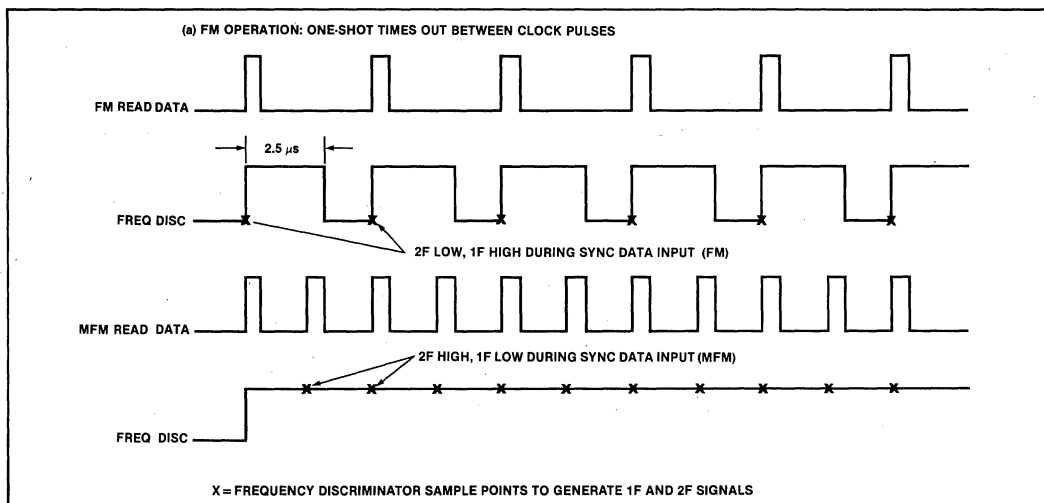 (a) FM OPERATION: ONE-SHOT TIMES OUT BETWEEN CLOCK PULSES
FM READ DATA
2.5 µs
FREQ DISC
2F LOW, 1F HIGH DURING SYNC DATA INPUT (FM)
MFM READ DATA
2F HIGH, 1F LOW DURING SYNC DATA INPUT (MFM)
FREQ DISC
X = FREQUENCY DISCRIMINATOR SAMPLE POINTS TO GENERATE 1F AND 2F SIGNALS